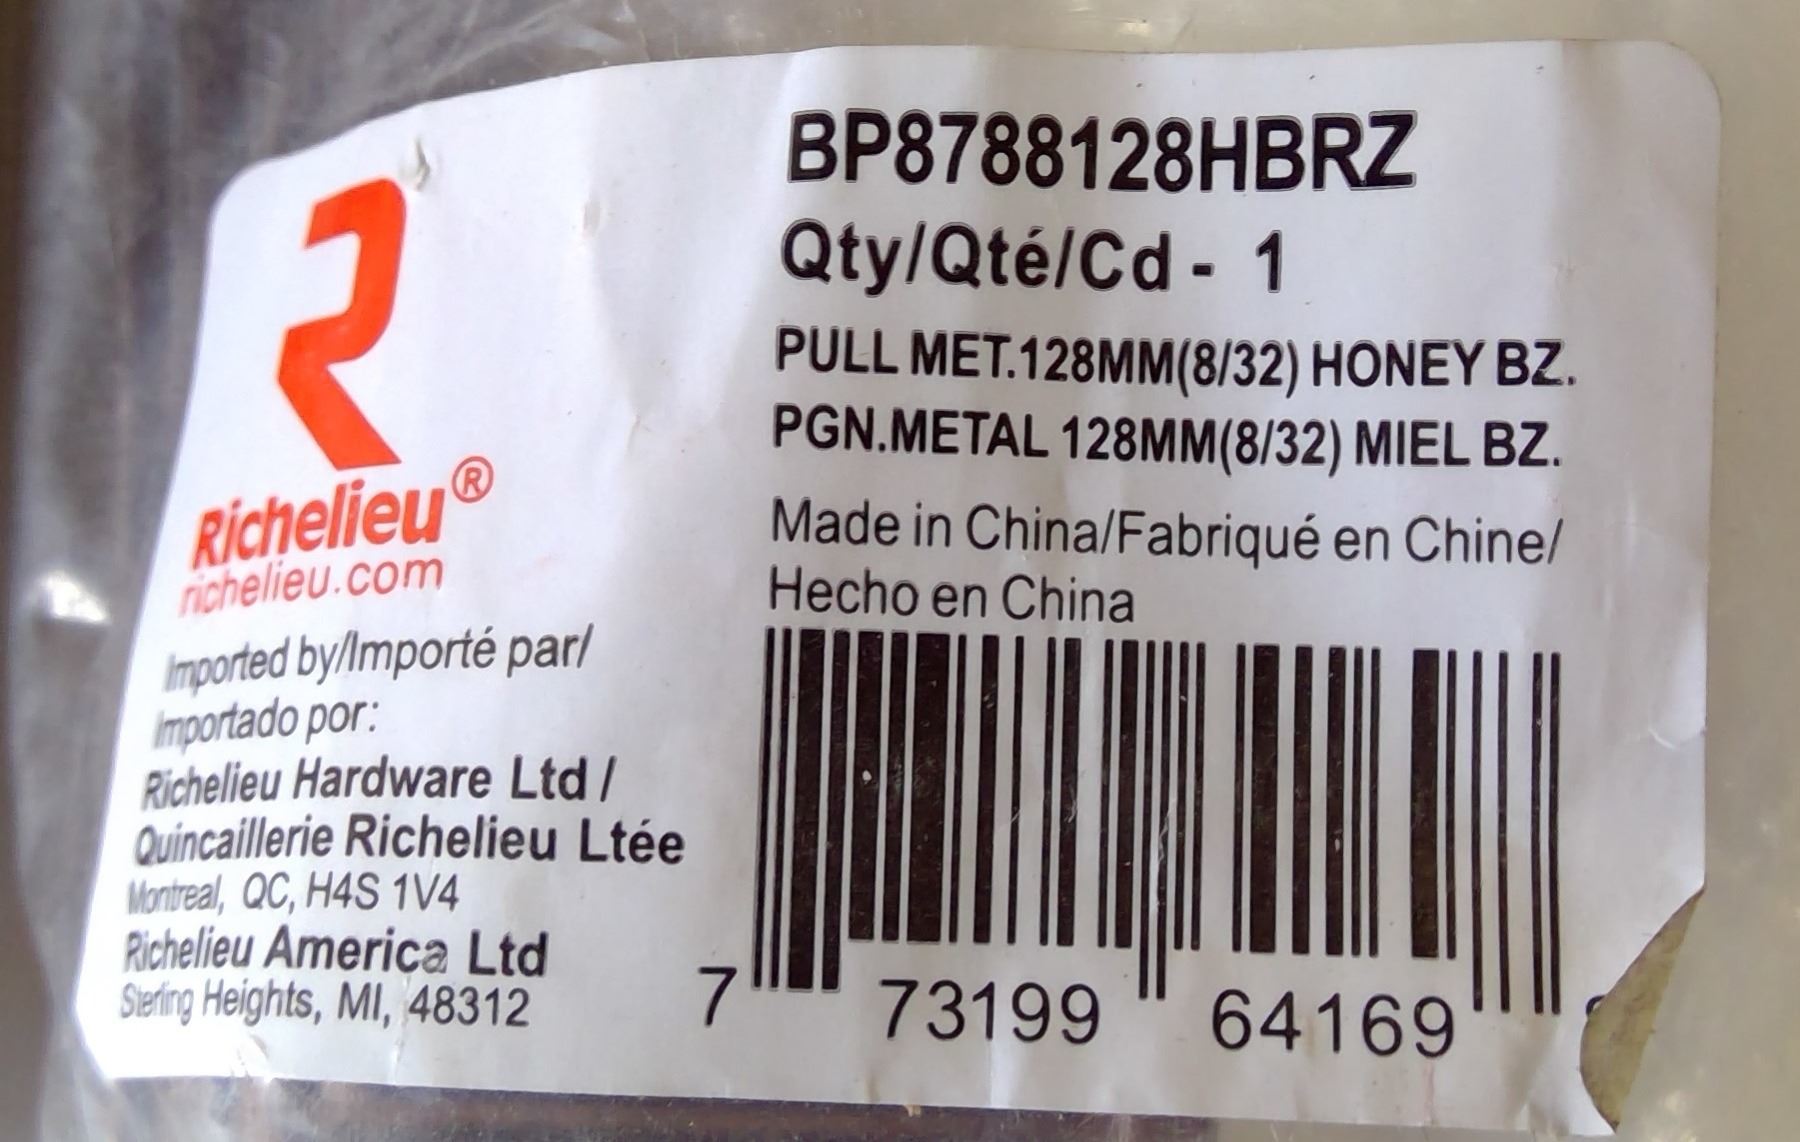 BP8788128HBRZ
Qty/Qté/Cd - 1
PULL MET.128MM(8/32) HONEY BZ.
PGN.METAL 128MM(8/32) MIEL BZ.
Made in China/Fabriqué en Chine/
Hecho en China
7 73199 64169
Richelieu®
richelieu.com
Imported by/Importé par/
Importado por:
Richelieu Hardware Ltd /
Quincaillerie Richelieu Ltée
Montreal, QC, H4S 1V4
Richelieu America Ltd
Sterling Heights, MI, 48312